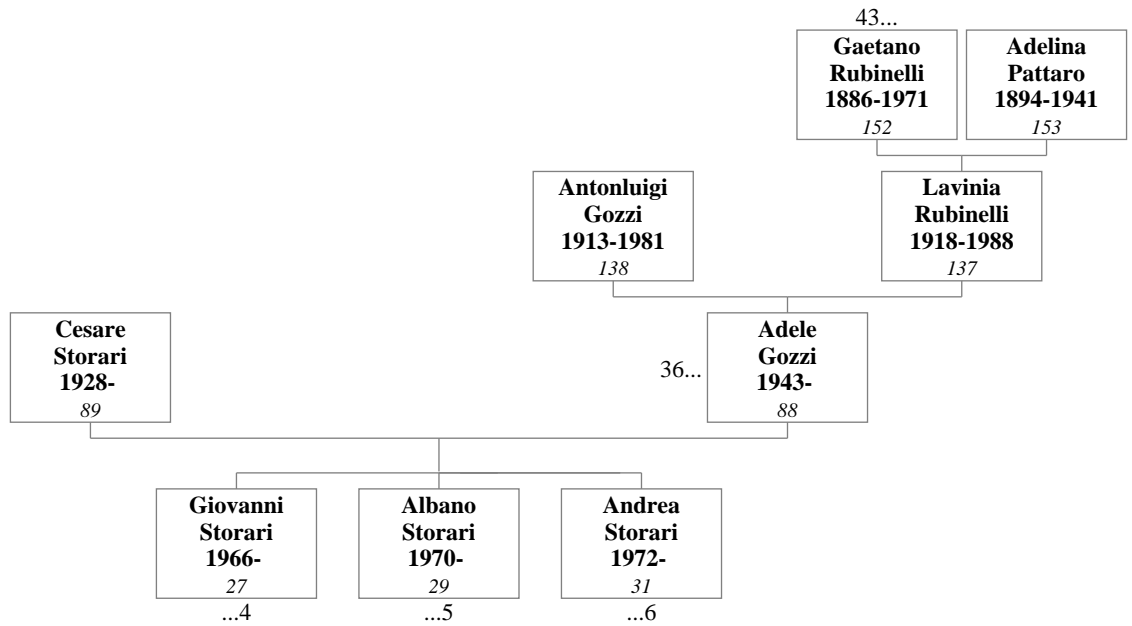 43...
Gaetano
Rubinelli
1886-1971
152
Adelina
Pattaro
1894-1941
153
Antonluigi
Gozzi
1913-1981
138
Lavinia
Rubinelli
1918-1988
137
Cesare
Storari
1928-
89
36...
Adele
Gozzi
1943-
88
Giovanni
Storari
1966-
27
...4
Albano
Storari
1970-
29
...5
Andrea
Storari
1972-
31
...6